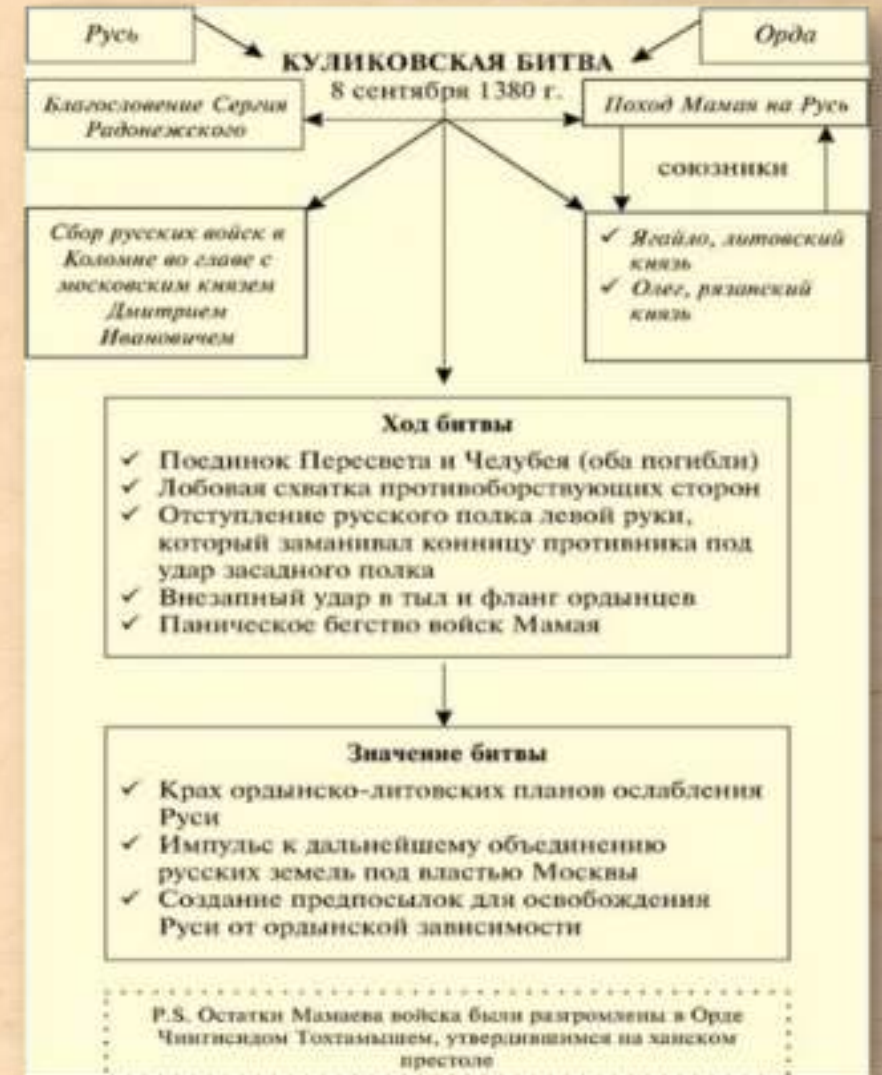 Русь
Орда
КУЛИКОВСКАЯ БИТВА
8 сентября 1380 г.
Благословение Сергия
Радонежского
Поход Мамая на Русь
союзники
Сбор русских войск в
Коломне во главе с
московским князем
Дмитрием
Ивановичем
✓ Ягайло, литовский
князь
✓ Олег, рязанский
князь
Ход битвы
✓ Поединок Пересвета и Челубея (оба погибли)
✓ Лобовая схватка противоборствующих сторон
✓ Отступление русского полка левой руки,
который заманивал конницу противника под
удар засадного полка
✓ Внезапный удар в тыл и фланг ордынцев
✓ Паническое бегство войск Мамая
Значение битвы
✓ Крах ордынско-литовских планов ослабления
Руси
✓ Импульс к дальнейшему объединению
русских земель под властью Москвы
✓ Создание предпосылок для освобождения
Руси от ордынской зависимости
P.S. Остатки Мамаева войска были разгромлены в Орде
Чингисидом Тохтамышем, утвердившимся на ханском
престоле